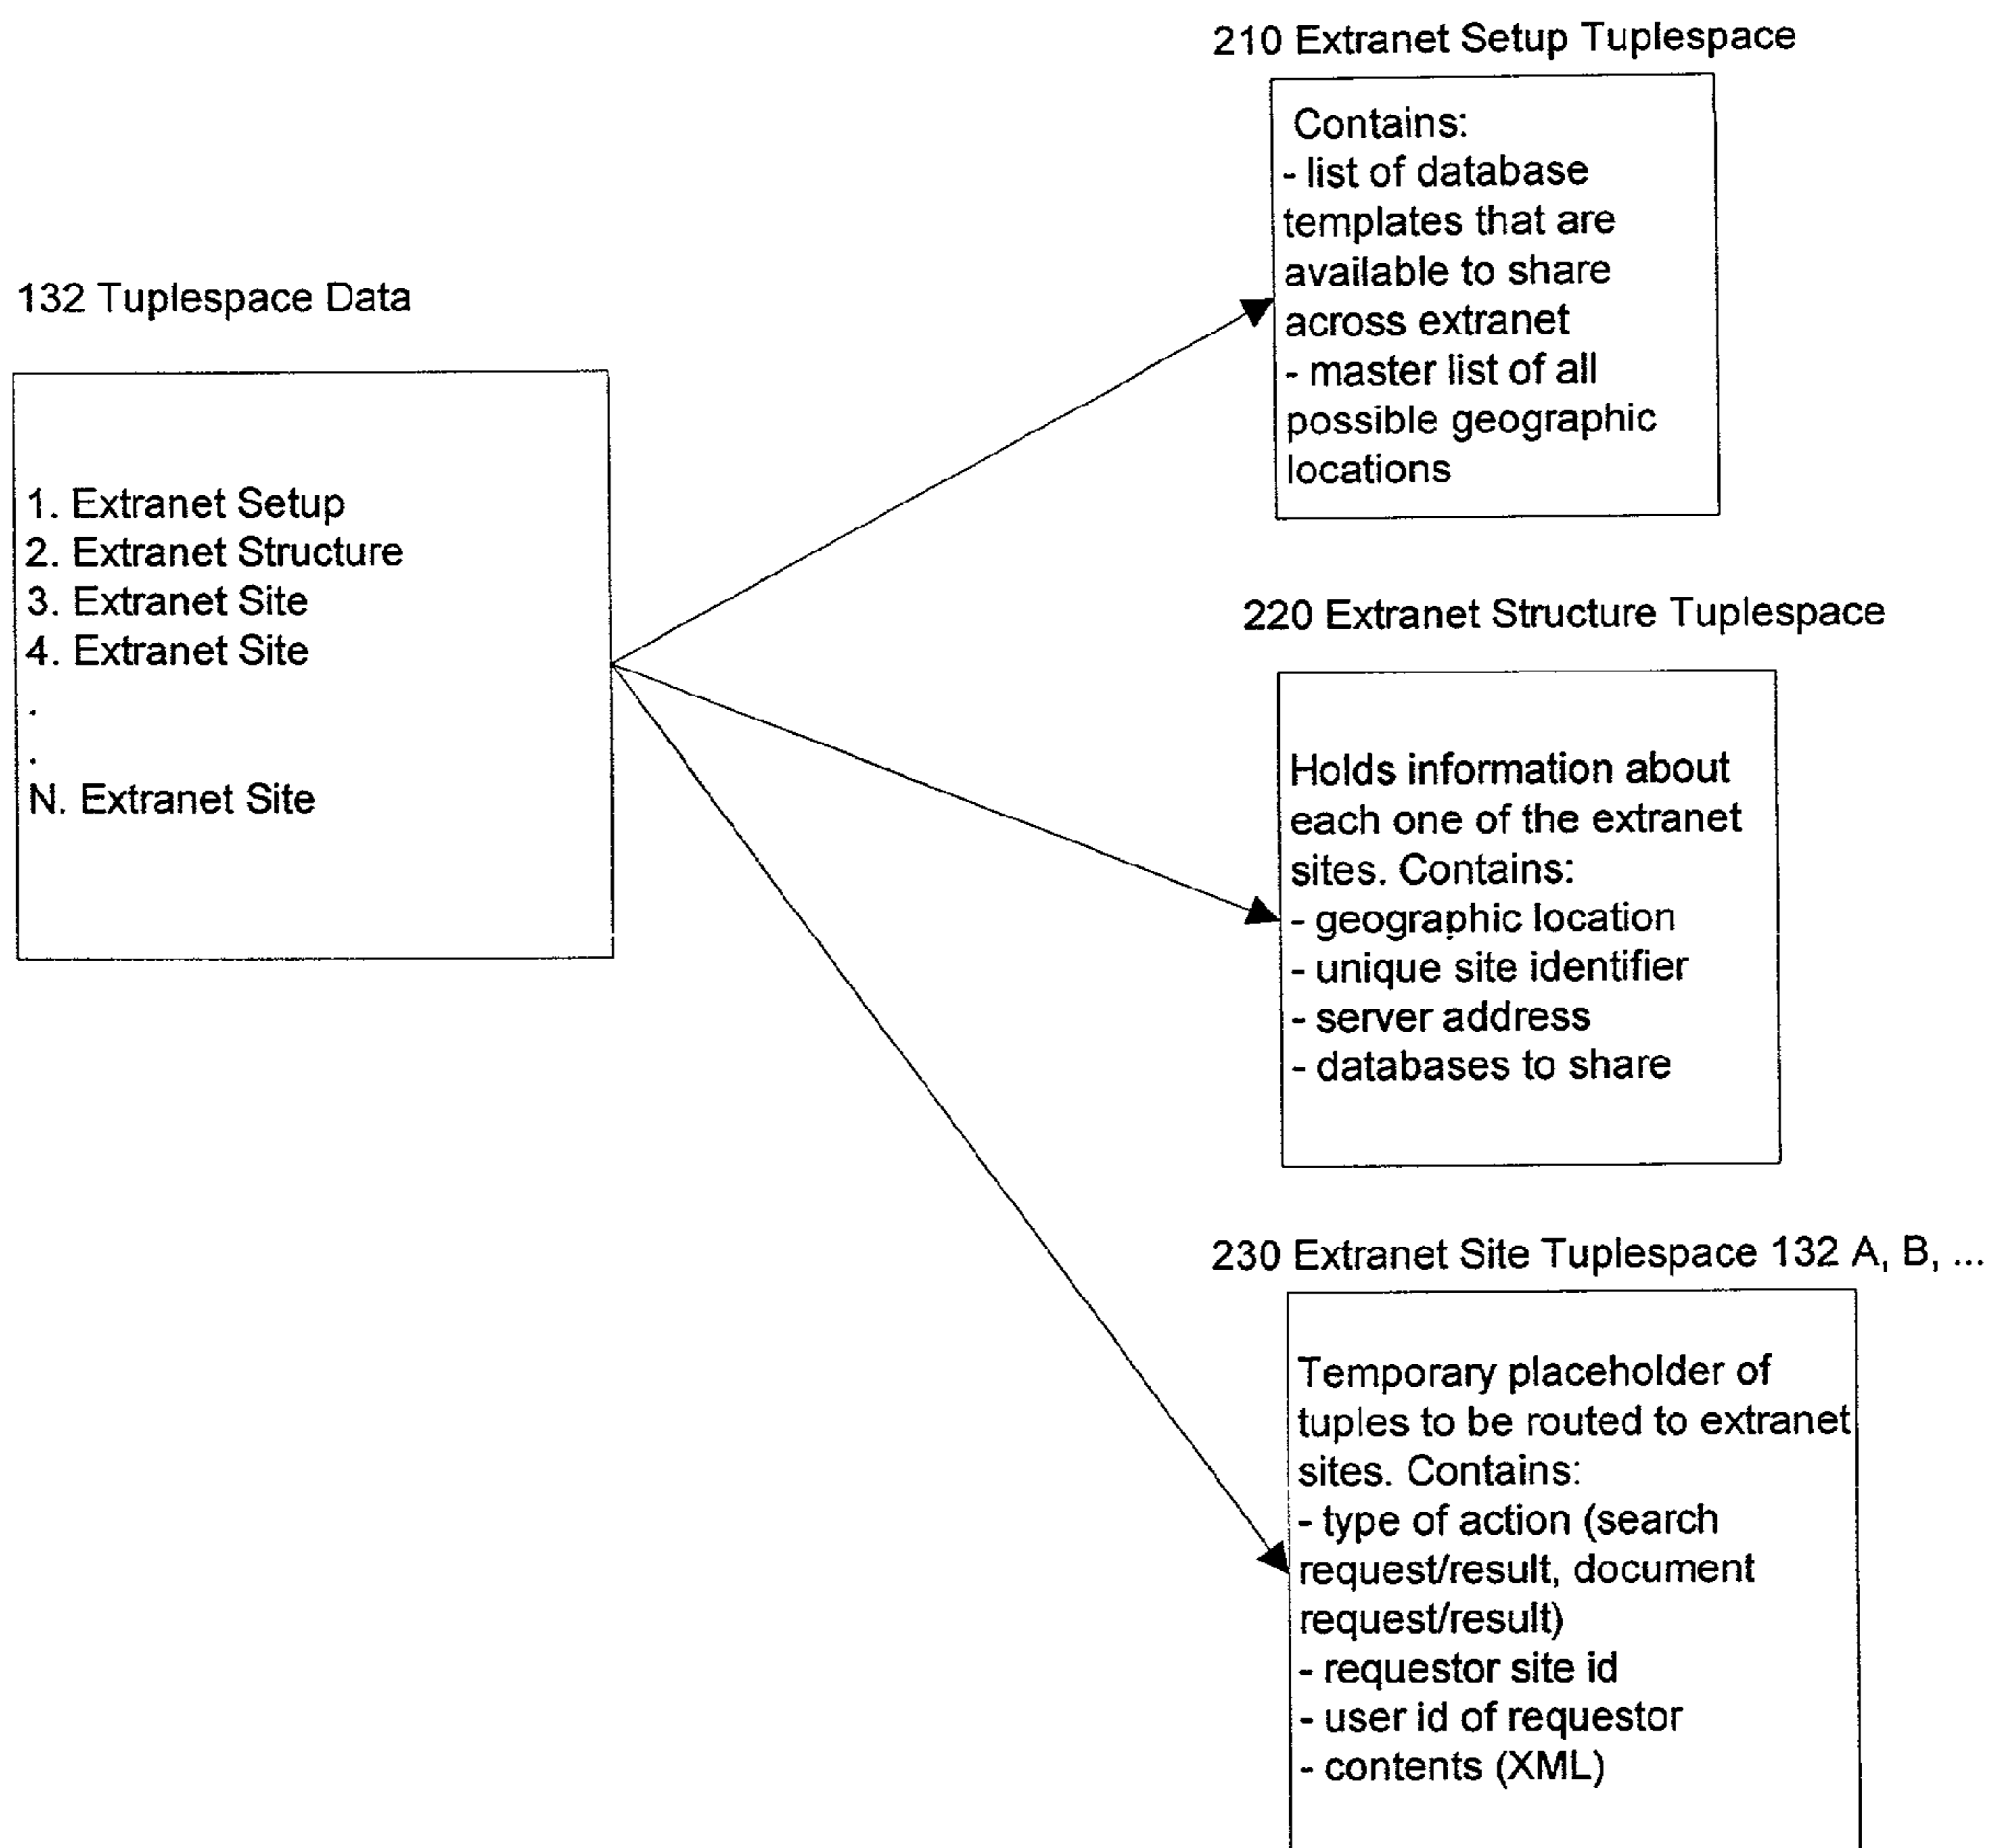 132 Tuplespace Data
1. Extranet Setup
2. Extranet Structure
3. Extranet Site
4. Extranet Site
.
.
N. Extranet Site
210 Extranet Setup Tuplespace
Contains:
- list of database
templates that are
available to share
across extranet
- master list of all
possible geographic
locations
220 Extranet Structure Tuplespace
Holds information about
each one of the extranet
sites. Contains:
- geographic location
- unique site identifier
- server address
- databases to share
230 Extranet Site Tuplespace 132 A, B, ...
Temporary placeholder of
tuples to be routed to extranet
sites. Contains:
- type of action (search
request/result, document
request/result)
- requestor site id
- user id of requestor
- contents (XML)